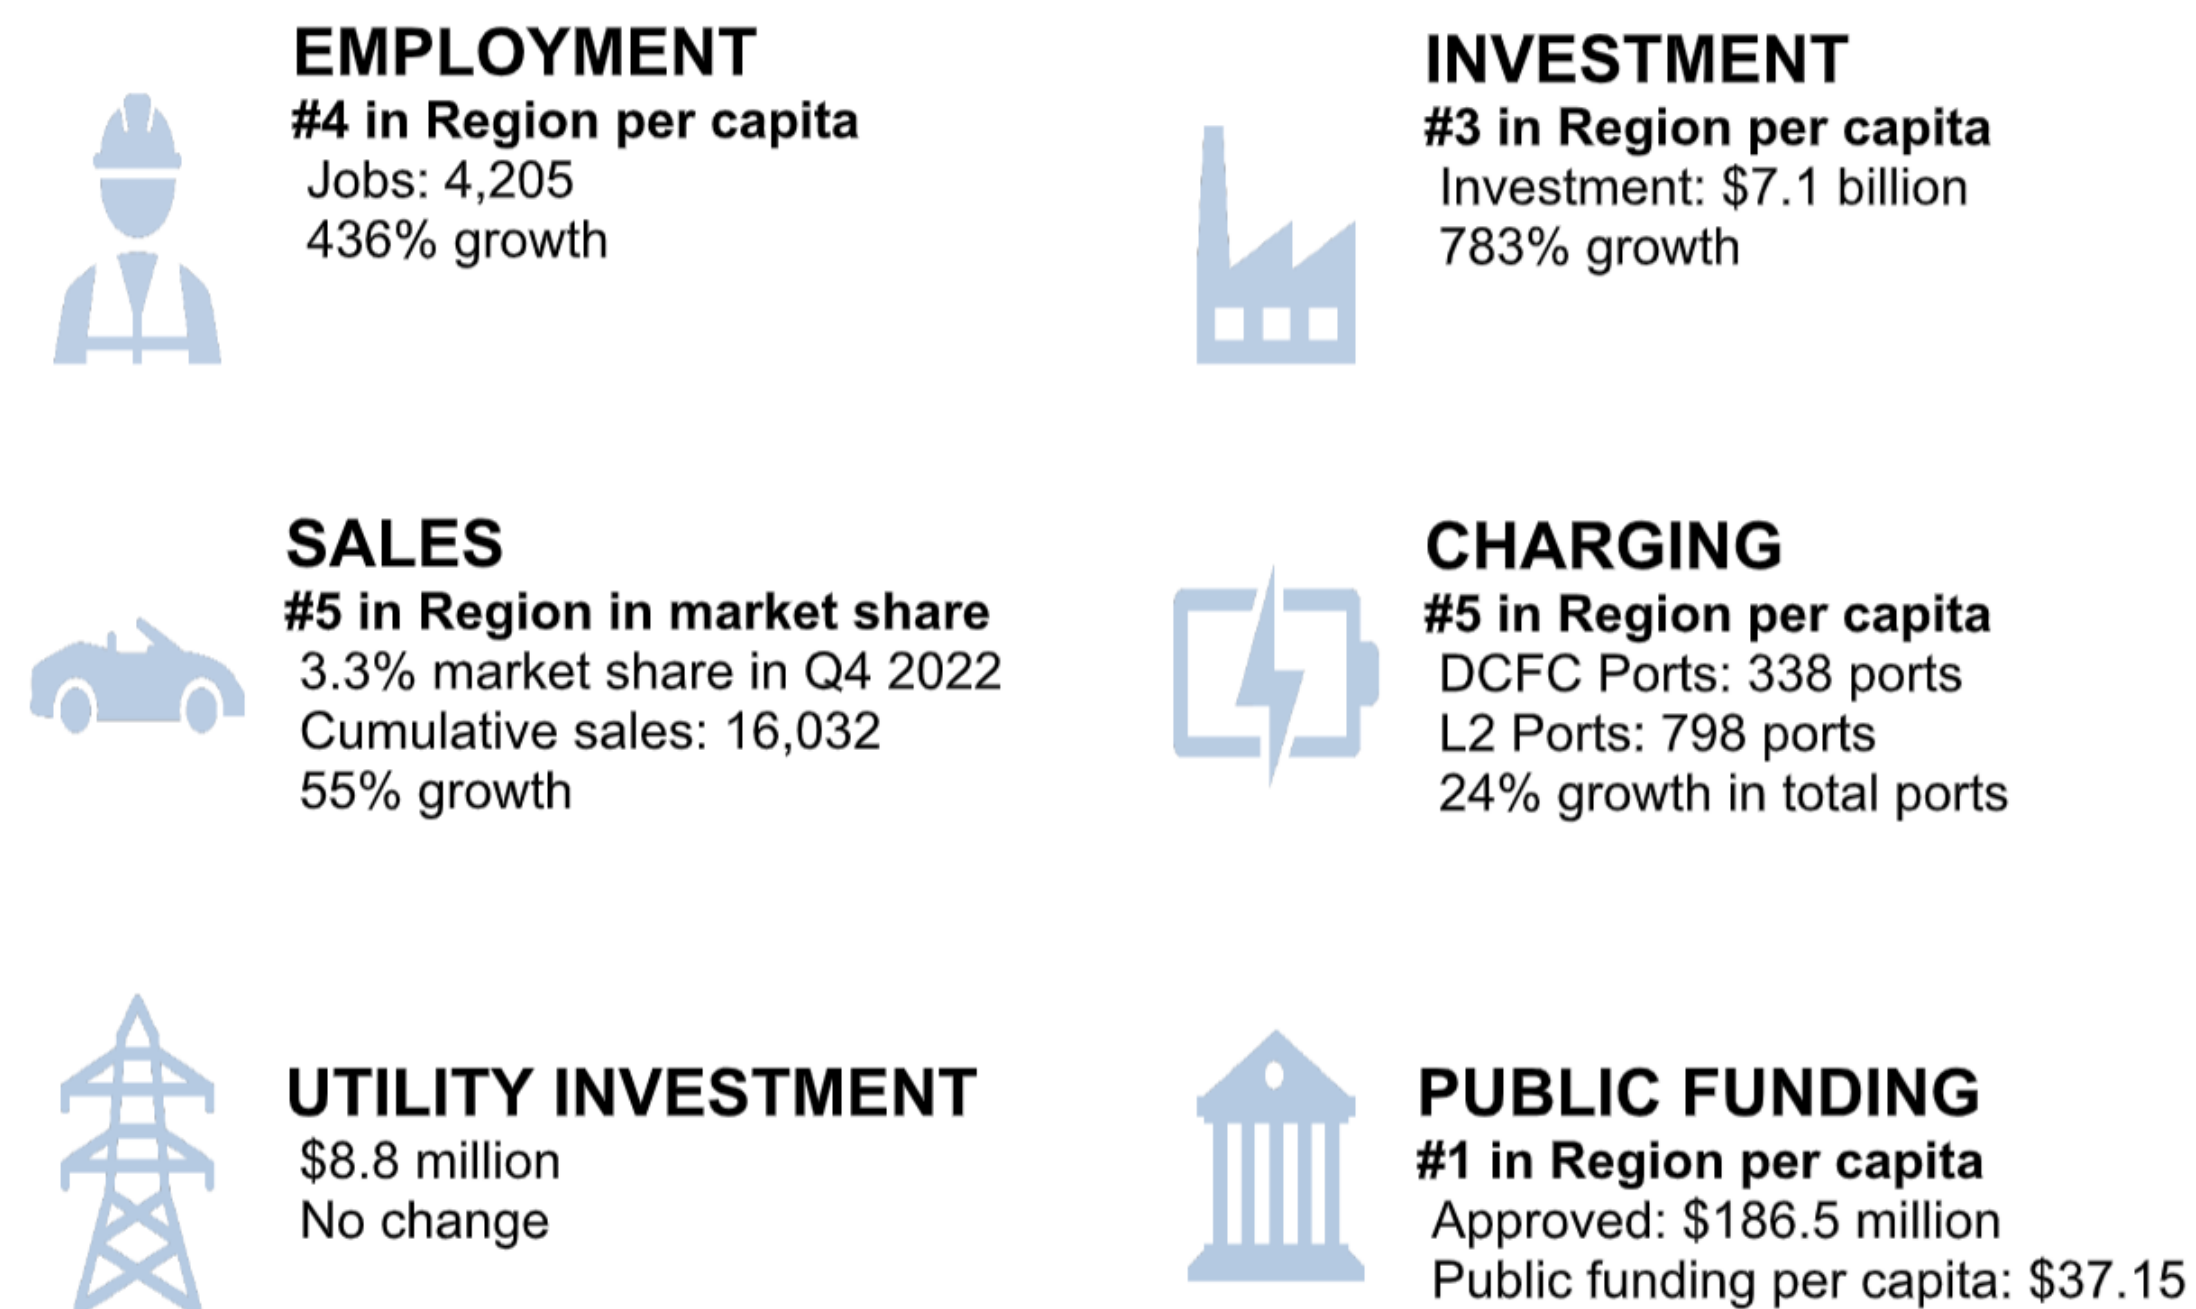 EMPLOYMENT
#4 in Region per capita
Jobs: 4,205
436% growth
INVESTMENT
#3 in Region per capita
Investment: $7.1 billion
783% growth
SALES
#5 in Region in market share
3.3% market share in Q4 2022
Cumulative sales: 16,032
55% growth
CHARGING
#5 in Region per capita
DCFC Ports: 338 ports
L2 Ports: 798 ports
24% growth in total ports
UTILITY INVESTMENT
$8.8 million
No change
PUBLIC FUNDING
#1 in Region per capita
Approved: $186.5 million
Public funding per capita: $37.15